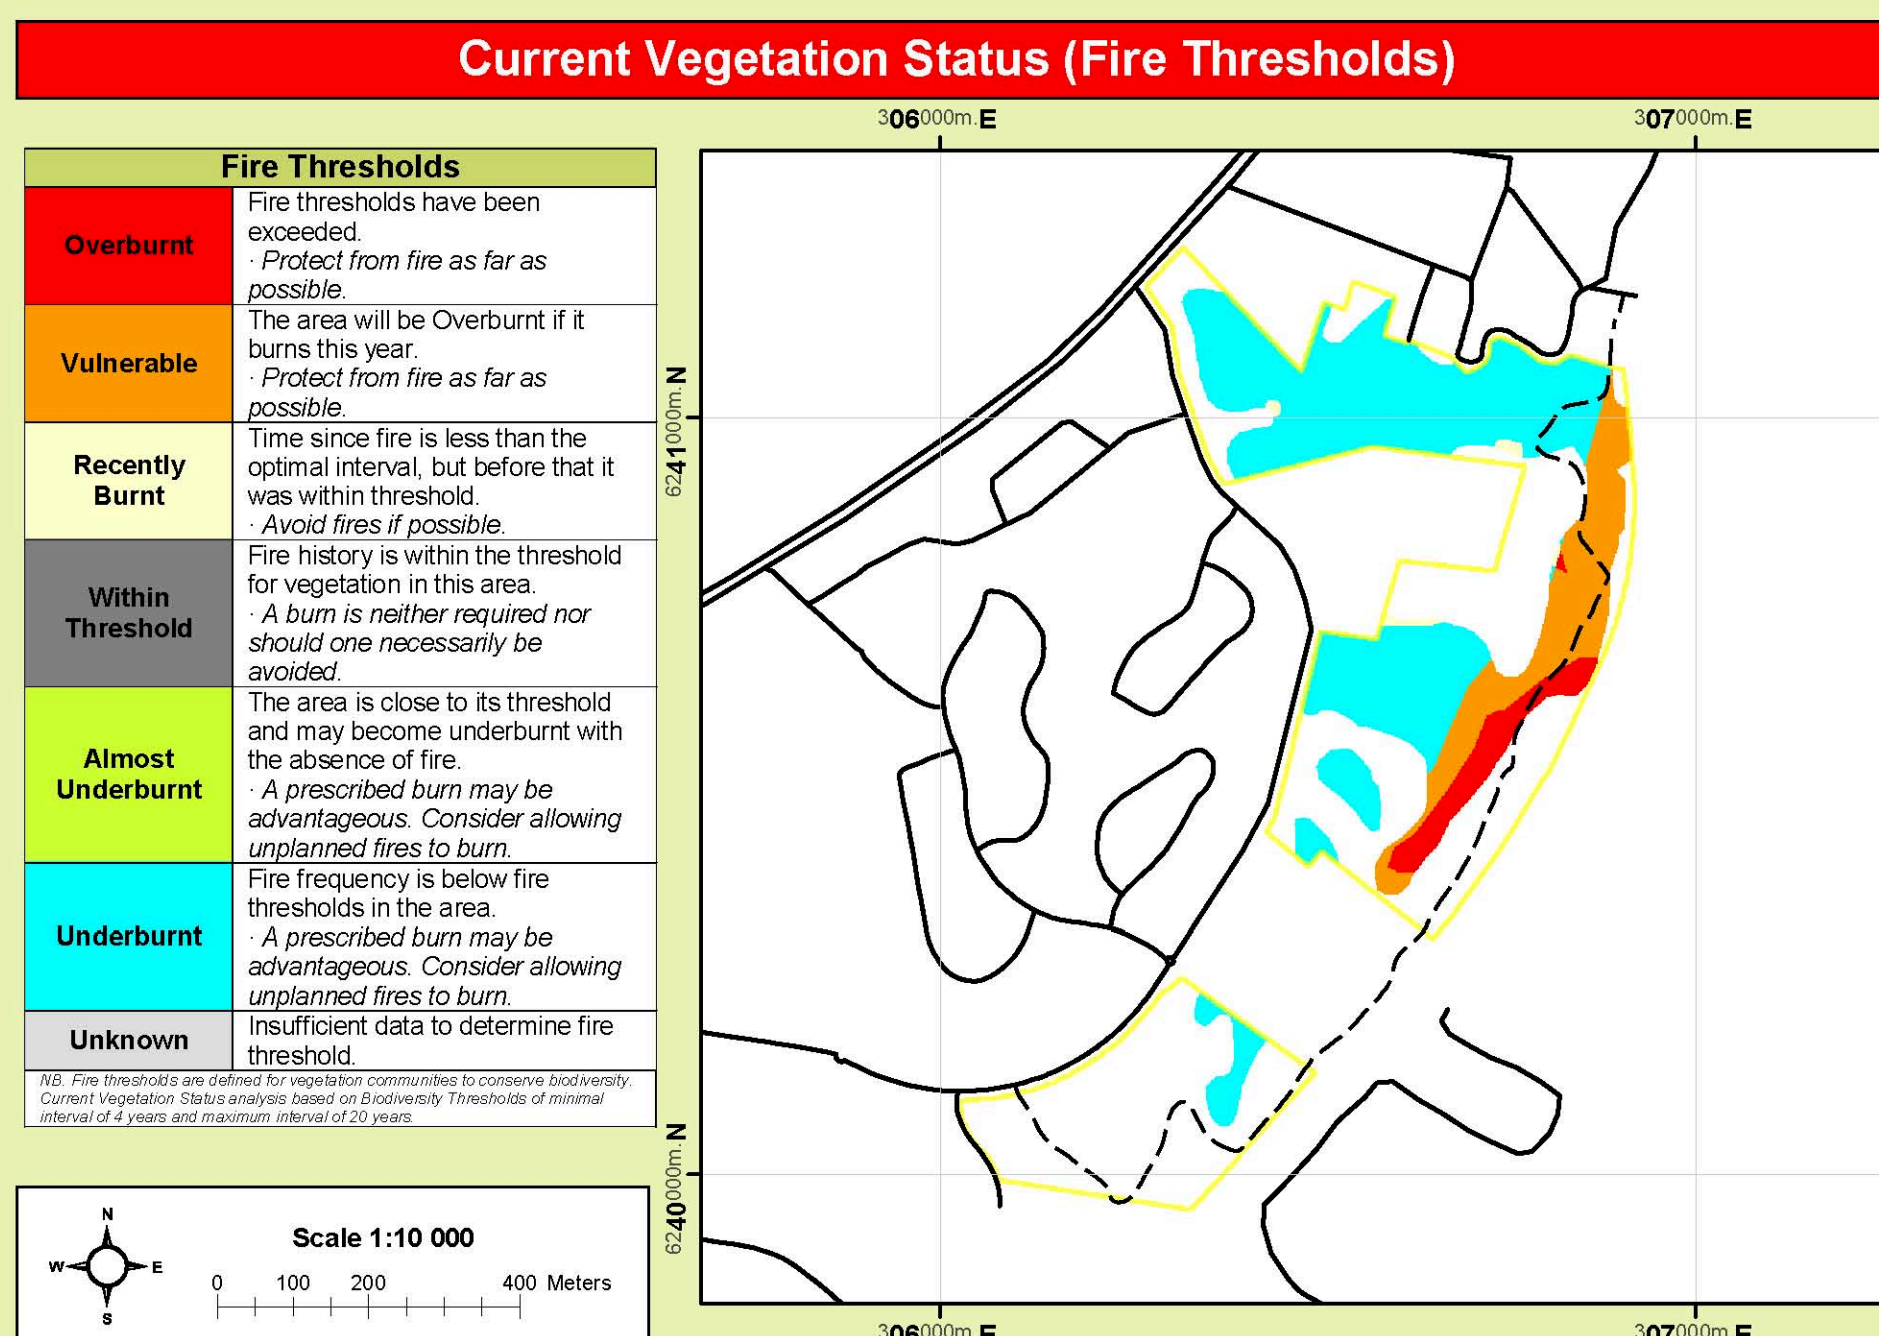 Current Vegetation Status (Fire Thresholds)
306000m.E
307000m.E
Fire Thresholds
Overburnt
Fire thresholds have been
exceeded.
· Protect from fire as far as
possible.
Vulnerable
The area will be Overburnt if it
burns this year.
· Protect from fire as far as
possible.
Recently
Burnt
Time since fire is less than the
optimal interval, but before that it
was within threshold.
· Avoid fires if possible.
Within
Threshold
Fire history is within the threshold
for vegetation in this area.
· A burn is neither required nor
should one necessarily be
avoided.
Almost
Underburnt
The area is close to its threshold
and may become underburnt with
the absence of fire.
· A prescribed burn may be
advantageous. Consider allowing
unplanned fires to burn.
Underburnt
Fire frequency is below fire
thresholds in the area.
· A prescribed burn may be
advantageous. Consider allowing
unplanned fires to burn.
Unknown
Insufficient data to determine fire
threshold.
NB. Fire thresholds are defined for vegetation communities to conserve biodiversity.
Current Vegetation Status analysis based on Biodiversity Thresholds of minimal
interval of 4 years and maximum interval of 20 years.
6241000m.N
6240000m.N
N
W E
S
Scale 1:10 000
0 100 200 400 Meters
306000m.E
307000m.E